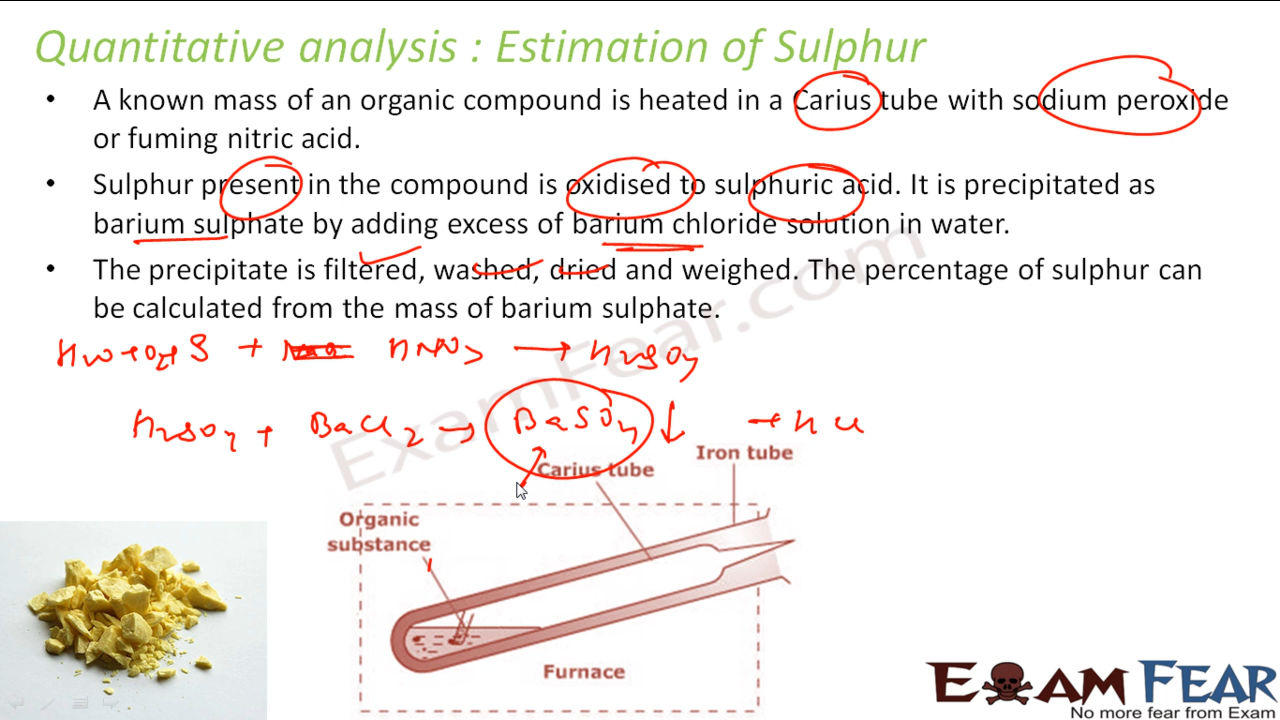 Quantitative analysis : Estimation of Sulphur
• A known mass of an organic compound is heated in a Carius tube with sodium peroxide
or fuming nitric acid.
• Sulphur present in the compound is oxidised to sulphuric acid. It is precipitated as
barium sulphate by adding excess of barium chloride solution in water.
• The precipitate is filtered, washed, dried and weighed. The percentage of sulphur can
be calculated from the mass of barium sulphate.
S + HNO3 → H2SO4
H2SO4 + BaCl2 → BaSO4 ↓ + HCl
Iron tube
Carius tube
Organic
substance
Furnace
ExamFear.com
EXAM FEAR
No more fear from Exam